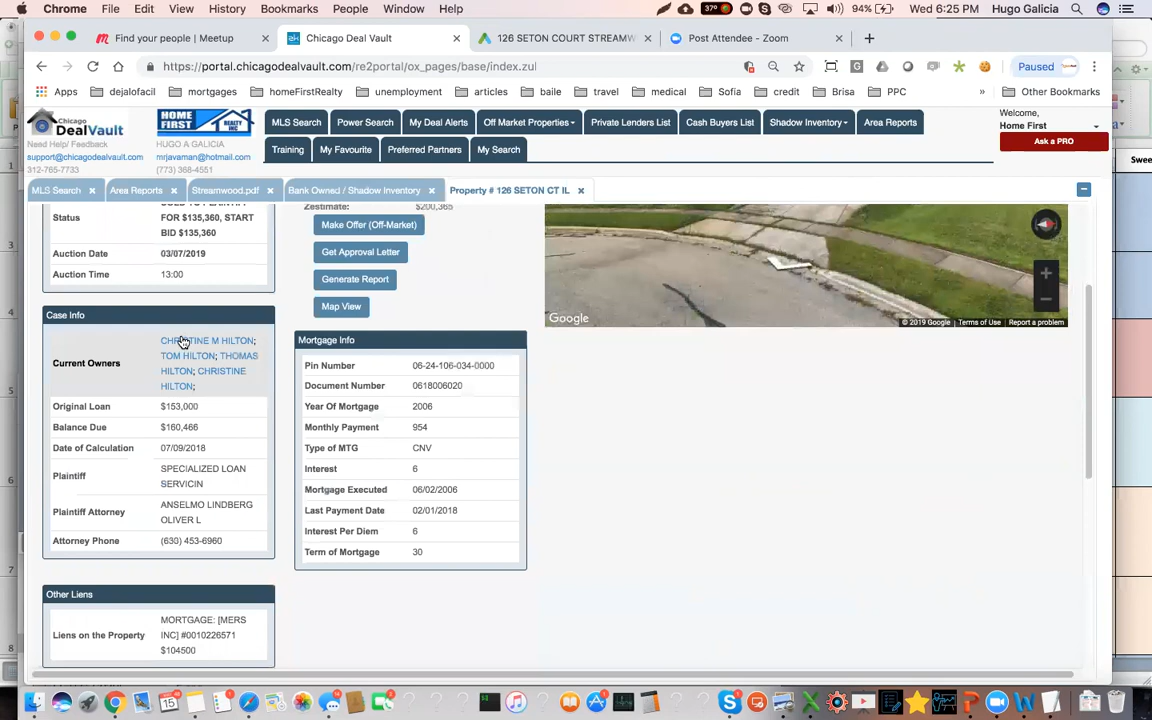 Chrome File Edit View History Bookmarks People Window Help 37° 94% Wed 6:25 PM Hugo Galicia
Find your people | Meetup Chicago Deal Vault 126 SETON COURT STREAMW Post Attendee - Zoom
https://portal.chicagodealvault.com/re2portal/ox_pages/base/index.zul Paused
Apps dejalofacil mortgages homeFirstRealty unemployment articles baile travel medical Sofia credit Brisa PPC » Other Bookmarks
Chicago
DealVault
Need Help/ Feedback
support@chicagodealvault.com
312-765-7733
HOME FIRST
REALTY INC
HUGO A GALICIA
mrjavaman@hotmail.com
(773) 368-4551
MLS Search Power Search My Deal Alerts Off Market Properties Private Lenders List Cash Buyers List Shadow Inventory Area Reports
Training My Favourite Preferred Partners My Search
Welcome,
Home First
Ask a PRO
MLS Search Area Reports Streamwood.pdf Bank Owned / Shadow Inventory Property # 126 SETON CT IL
Status
SOLD TO PLAINTIFF
FOR $135,360, START
BID $135,360
Auction Date 03/07/2019
Auction Time 13:00
Case Info
Current Owners
CHRISTINE M HILTON;
TOM HILTON; THOMAS
HILTON; CHRISTINE
HILTON;
Original Loan $153,000
Balance Due $160,466
Date of Calculation 07/09/2018
Plaintiff
SPECIALIZED LOAN
SERVICIN
Plaintiff Attorney
ANSELMO LINDBERG
OLIVER L
Attorney Phone (630) 453-6960
Other Liens
Liens on the Property
MORTGAGE: [MERS
INC] #0010226571
$104500
Zestimate $200,365
Make Offer (Off-Market)
Get Approval Letter
Generate Report
Map View
Mortgage Info
Pin Number 06-24-106-034-0000
Document Number 0618006020
Year Of Mortgage 2006
Monthly Payment 954
Type of MTG CNV
Interest 6
Mortgage Executed 06/02/2006
Last Payment Date 02/01/2018
Interest Per Diem 6
Term of Mortgage 30
Google
© 2019 Google Terms of Use Report a problem
Swee
1
3
4
5
6
7
8